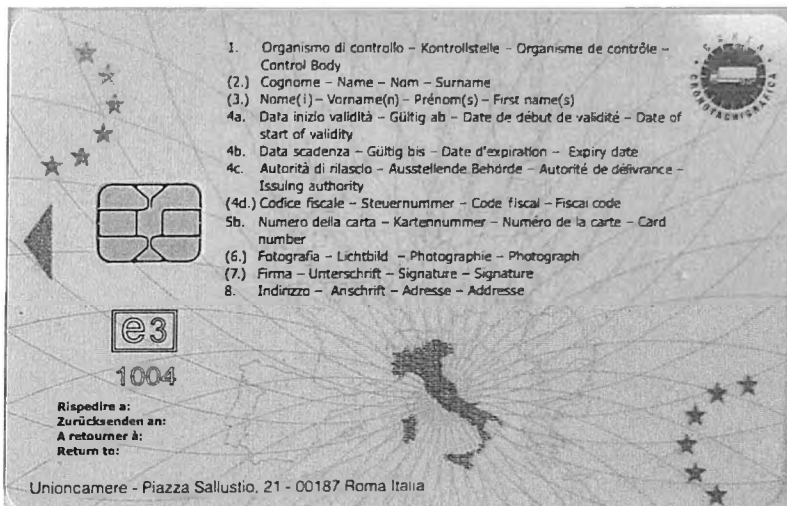 1. Organismo di controllo – Kontrollstelle – Organisme de contrôle –
Control Body
(2.) Cognome – Name – Nom – Surname
(3.) Nome(i) – Vorname(n) – Prénom(s) – First name(s)
4a. Data inizio validità – Gültig ab – Date de début de validité – Date of
start of validity
4b. Data scadenza – Gültig bis – Date d'expiration – Expiry date
4c. Autorità di rilascio – Ausstellende Behörde – Autorité de délivrance –
Issuing authority
(4d.) Codice fiscale – Steuernummer – Code fiscal – Fiscal code
5b. Numero della carta – Kartennummer – Numéro de la carte – Card
number
(6.) Fotografia – Lichtbild – Photographie – Photograph
(7.) Firma – Unterschrift – Signature – Signature
8. Indirizzo – Anschrift – Adresse – Addresse
CARTA
CRONOTACHIGRAFICA
e3
1004
Rispedire a:
Zurücksenden an:
A retourner à:
Return to:
Unioncamere - Piazza Sallustio, 21 - 00187 Roma Italia